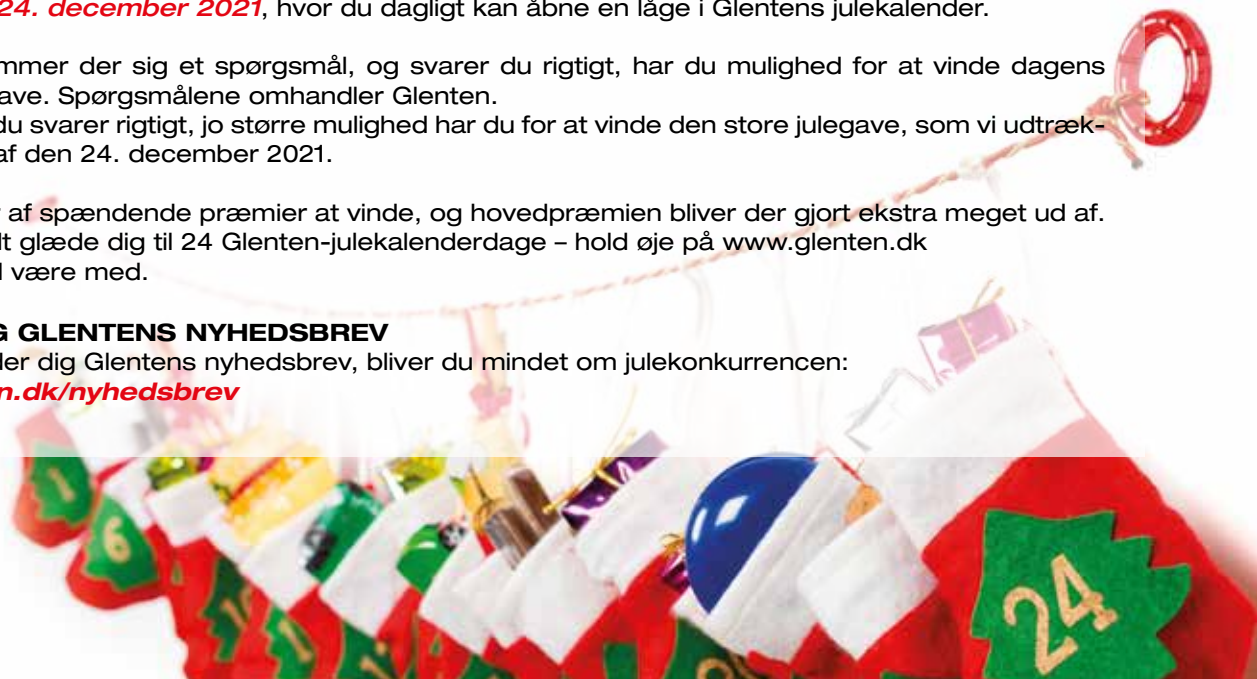 24. december 2021, hvor du dagligt kan åbne en låge i Glentens julekalender.
mmer der sig et spørgsmål, og svarer du rigtigt, har du mulighed for at vinde dagens
ave. Spørgsmålene omhandler Glenten.
du svarer rigtigt, jo større mulighed har du for at vinde den store julegave, som vi udtræk-
af den 24. december 2021.
af spændende præmier at vinde, og hovedpræmien bliver der gjort ekstra meget ud af.
lt glæde dig til 24 Glenten-julekalenderdage – hold øje på www.glenten.dk
l være med.
G GLENTENS NYHEDSBREV
der dig Glentens nyhedsbrev, bliver du mindet om julekonkurrencen:
n.dk/nyhedsbrev
1
6
24